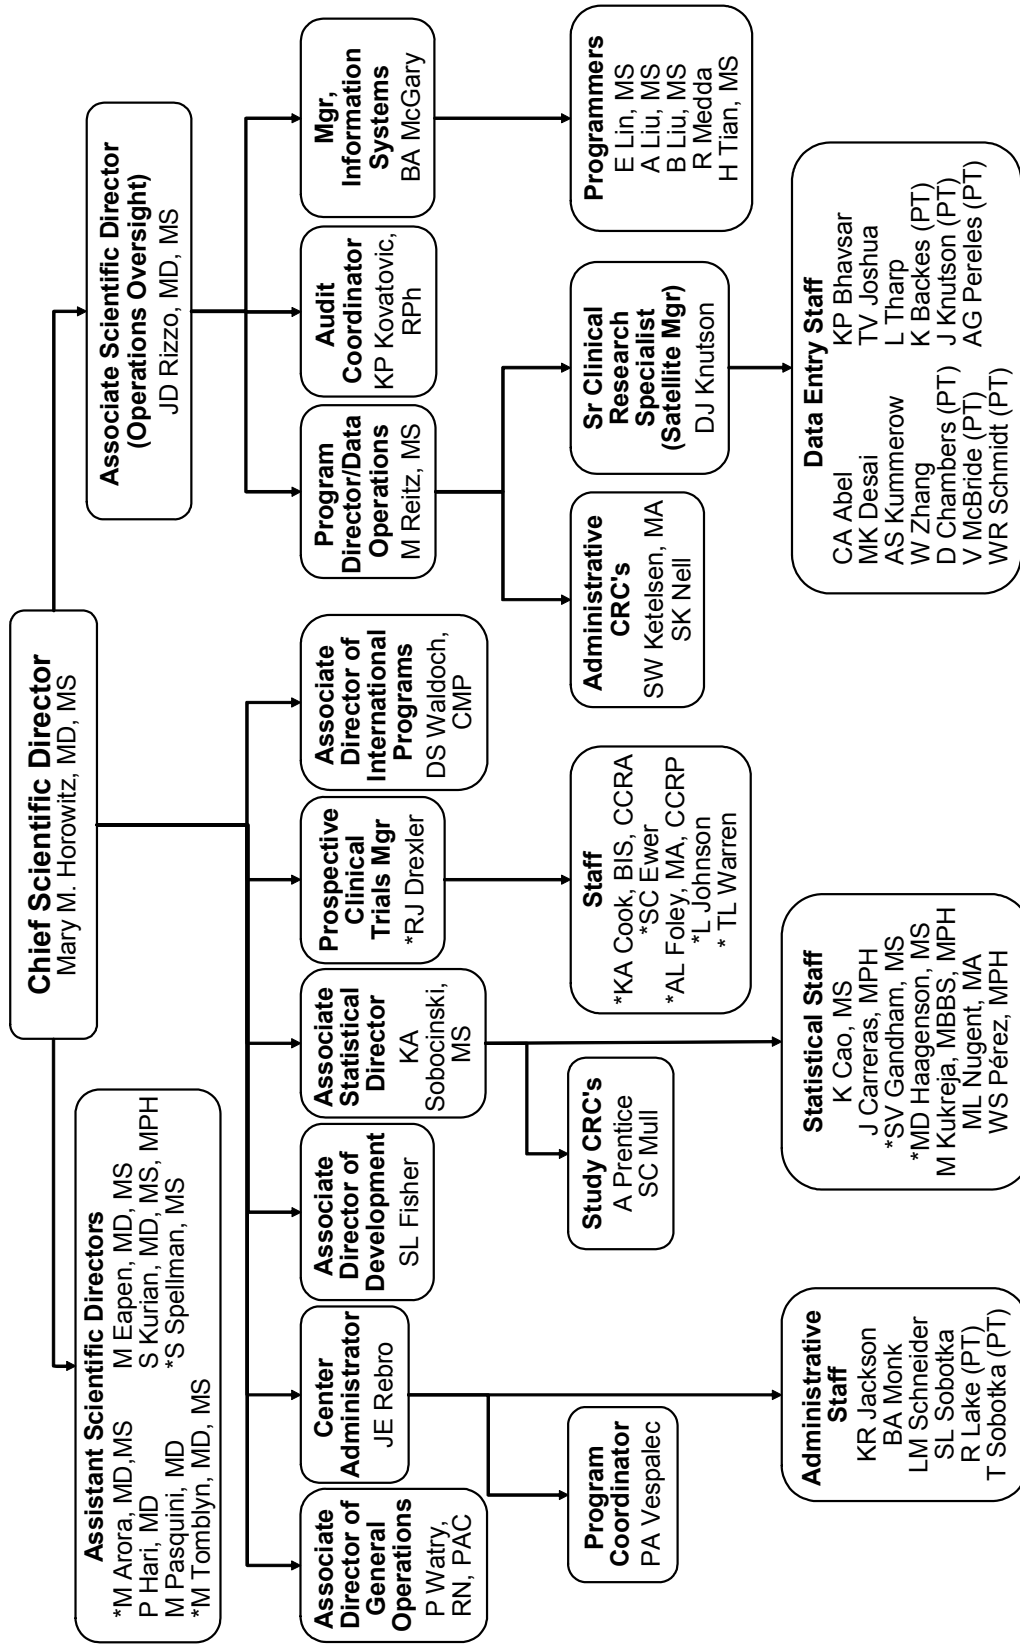 Chief Scientific Director
Mary M. Horowitz, MD, MS
Assistant Scientific Directors
*M Arora, MD,MS
P Hari, MD
M Pasquini, MD
*M Tomblyn, MD, MS
M Eapen, MD, MS
S Kurian, MD, MS, MPH
*S Spellman, MS
Associate Scientific Director
(Operations Oversight)
JD Rizzo, MD, MS
Associate
Director of
General
Operations
P Watry,
RN, PAC
Center
Administrator
JE Rebro
Associate
Director of
Development
SL Fisher
Associate
Statistical
Director
KA
Sobocinski,
MS
Prospective
Clinical
Trials Mgr
*RJ Drexler
Associate
Director of
International
Programs
DS Waldoch,
CMP
Program
Director/Data
Operations
M Reitz, MS
Audit
Coordinator
KP Kovatovic,
RPh
Mgr,
Information
Systems
BA McGary
Program
Coordinator
PA Vespalec
Study CRC's
A Prentice
SC Mull
Staff
*KA Cook, BIS, CCRA
*SC Ewer
*AL Foley, MA, CCRP
*L Johnson
* TL Warren
Administrative
CRC's
SW Ketelsen, MA
SK Nell
Sr Clinical
Research
Specialist
(Satellite Mgr)
DJ Knutson
Programmers
E Lin, MS
A Liu, MS
B Liu, MS
R Medda
H Tian, MS
Administrative
Staff
KR Jackson
BA Monk
LM Schneider
SL Sobotka
R Lake (PT)
T Sobotka (PT)
Statistical Staff
K Cao, MS
J Carreras, MPH
*SV Gandham, MS
*MD Haagenson, MS
M Kukreja, MBBS, MPH
ML Nugent, MA
WS Pérez, MPH
Data Entry Staff
CA Abel
MK Desai
AS Kummerow
W Zhang
D Chambers (PT)
V McBride (PT)
WR Schmidt (PT)
KP Bhavsar
TV Joshua
L Tharp
K Backes (PT)
J Knutson (PT)
AG Pereles (PT)